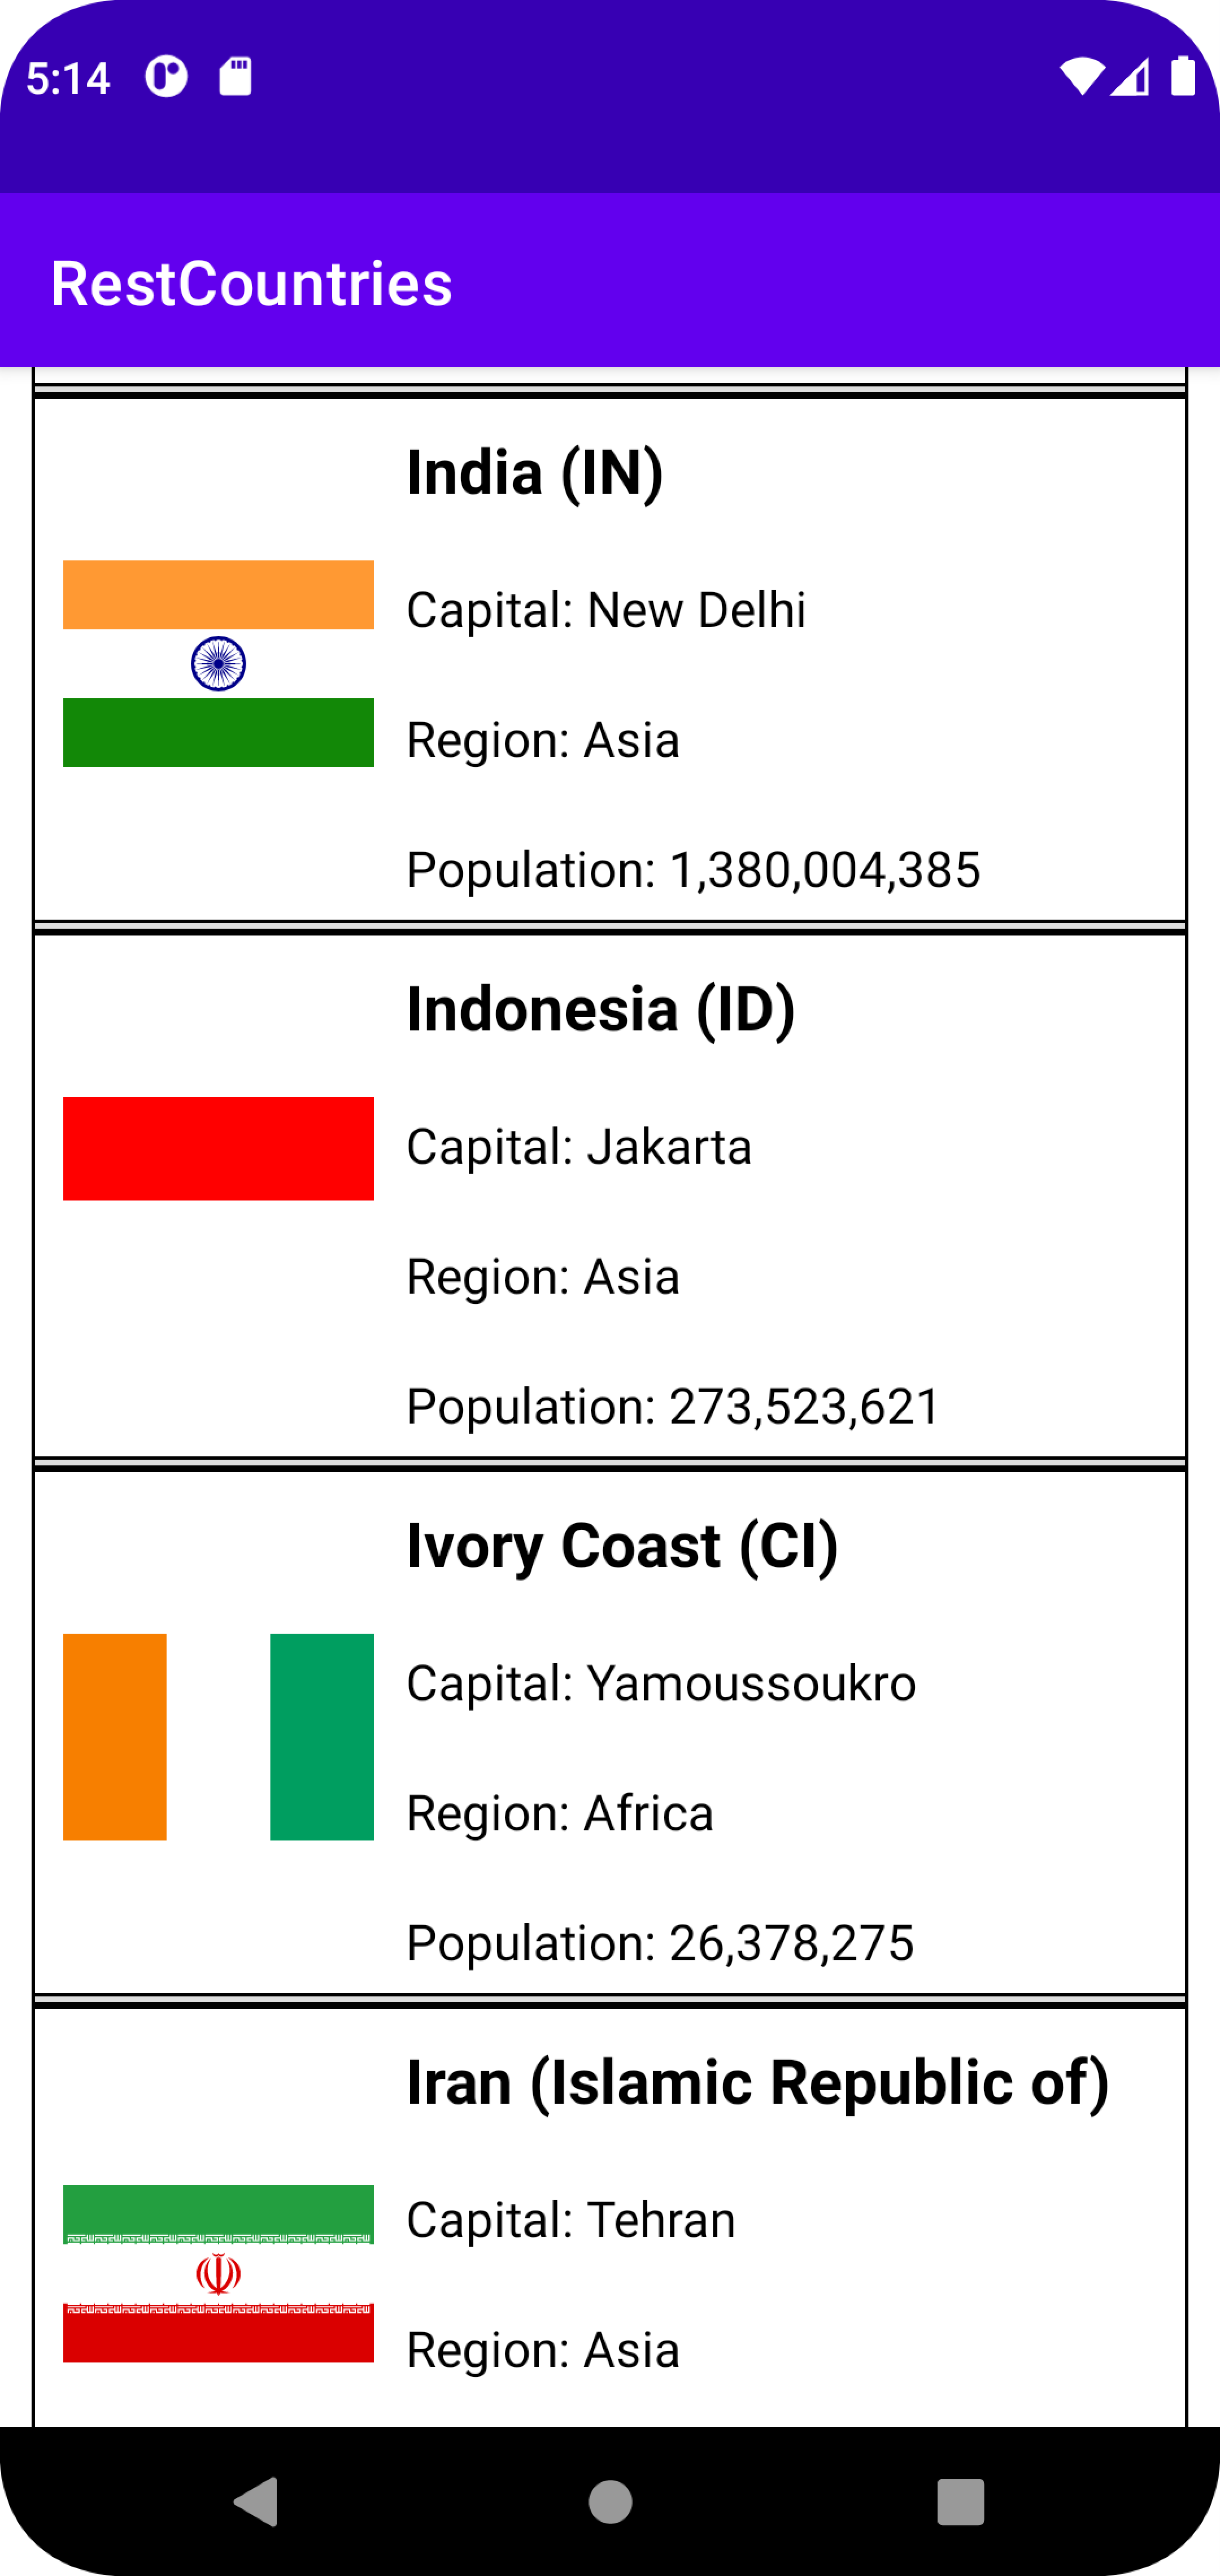 5:14
RestCountries
India (IN)
Capital: New Delhi
Region: Asia
Population: 1,380,004,385
Indonesia (ID)
Capital: Jakarta
Region: Asia
Population: 273,523,621
Ivory Coast (CI)
Capital: Yamoussoukro
Region: Africa
Population: 26,378,275
Iran (Islamic Republic of)
Capital: Tehran
Region: Asia